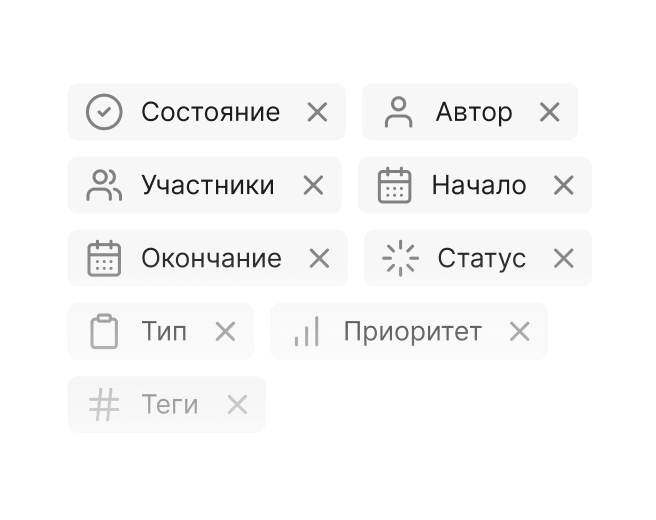 Состояние Автор
Участники Начало
Окончание Статус
Тип Приоритет
Теги